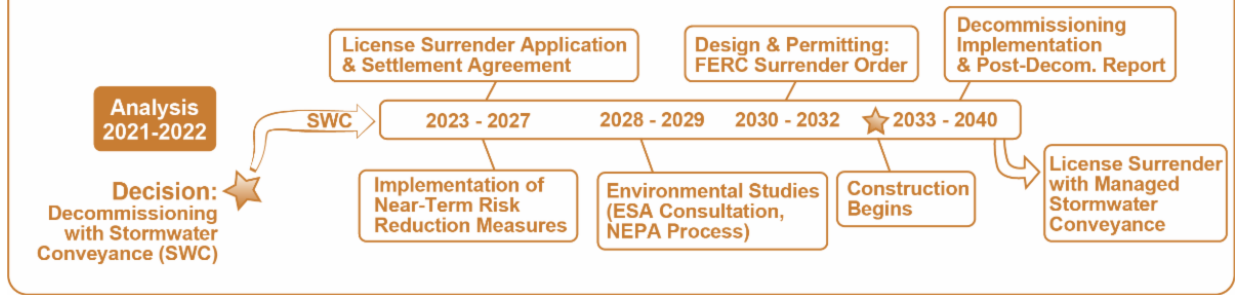 Analysis
2021-2022
Decision:
Decommissioning
with Stormwater
Conveyance (SWC)
SWC
License Surrender Application
& Settlement Agreement
Design & Permitting:
FERC Surrender Order
Decommissioning
Implementation
& Post-Decom. Report
2023 - 2027
2028 - 2029
2030 - 2032
2033 - 2040
Implementation of
Near-Term Risk
Reduction Measures
Environmental Studies
(ESA Consultation,
NEPA Process)
Construction
Begins
License Surrender
with Managed
Stormwater
Conveyance